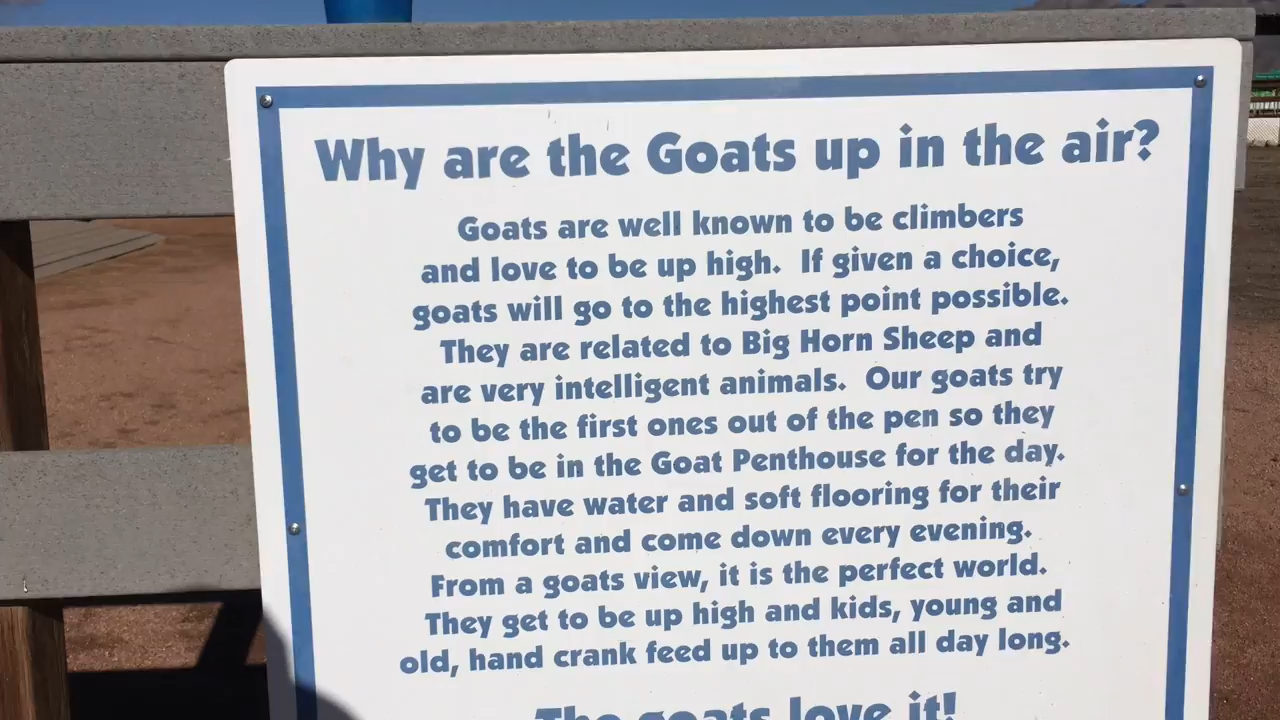 Why are the Goats up in the air?
Goats are well known to be climbers
and love to be up high. If given a choice,
goats will go to the highest point possible.
They are related to Big Horn Sheep and
are very intelligent animals. Our goats try
to be the first ones out of the pen so they
get to be in the Goat Penthouse for the day.
They have water and soft flooring for their
comfort and come down every evening.
From a goats view, it is the perfect world.
They get to be up high and kids, young and
old, hand crank feed up to them all day long.
The goats love it!